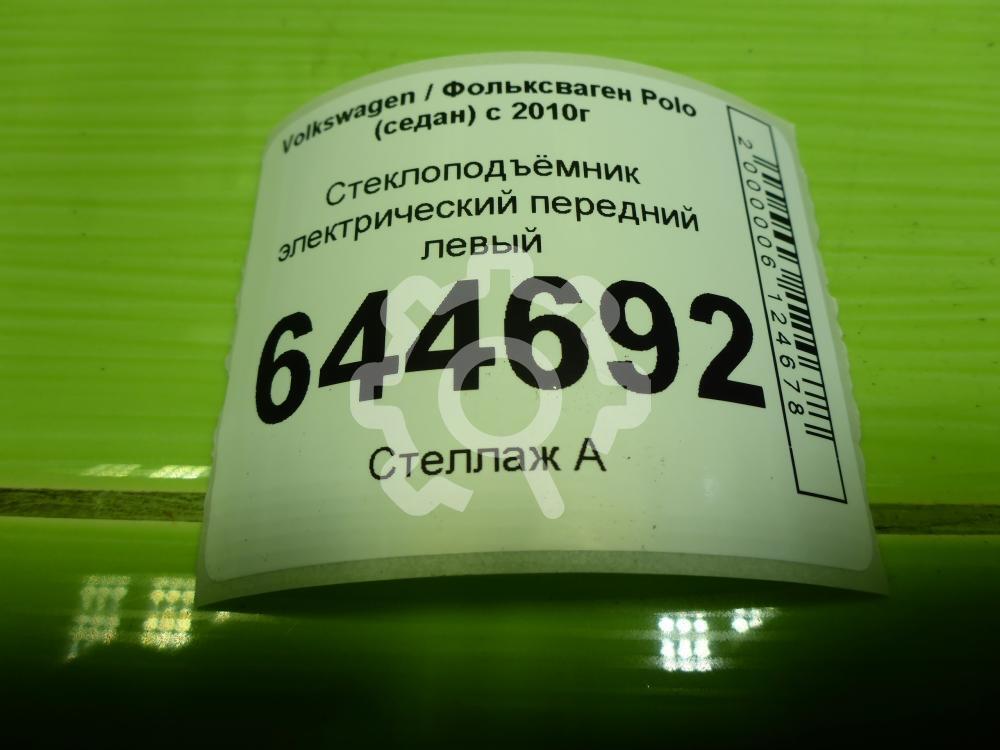 Volkswagen / Фольксваген Polo
(седан) с 2010г
Стеклоподъёмник
электрический передний
левый
644692
Стеллаж А
2000006124678